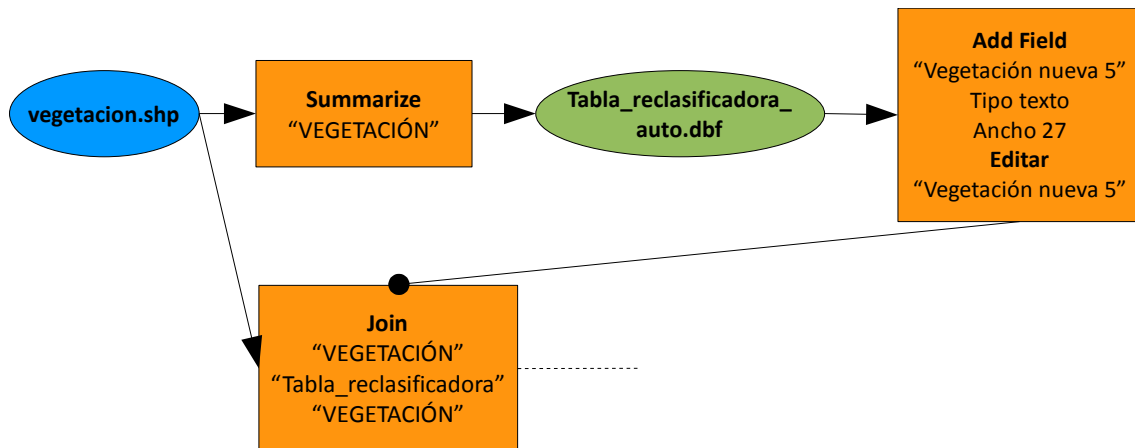 vegetacion.shp
Summarize
“VEGETACIÓN”
Tabla_reclasificadora_
auto.dbf
Add Field
“Vegetación nueva 5”
Tipo texto
Ancho 27
Editar
“Vegetación nueva 5”
Join
“VEGETACIÓN”
“Tabla_reclasificadora”
“VEGETACIÓN”